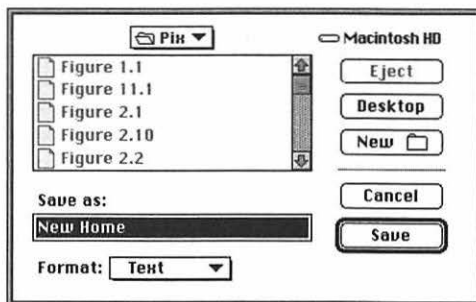 Pix
Macintosh HD
Figure 1.1
Figure 11.1
Figure 2.1
Figure 2.10
Figure 2.2
Eject
Desktop
New
Save as:
New Home
Cancel
Save
Format: Text